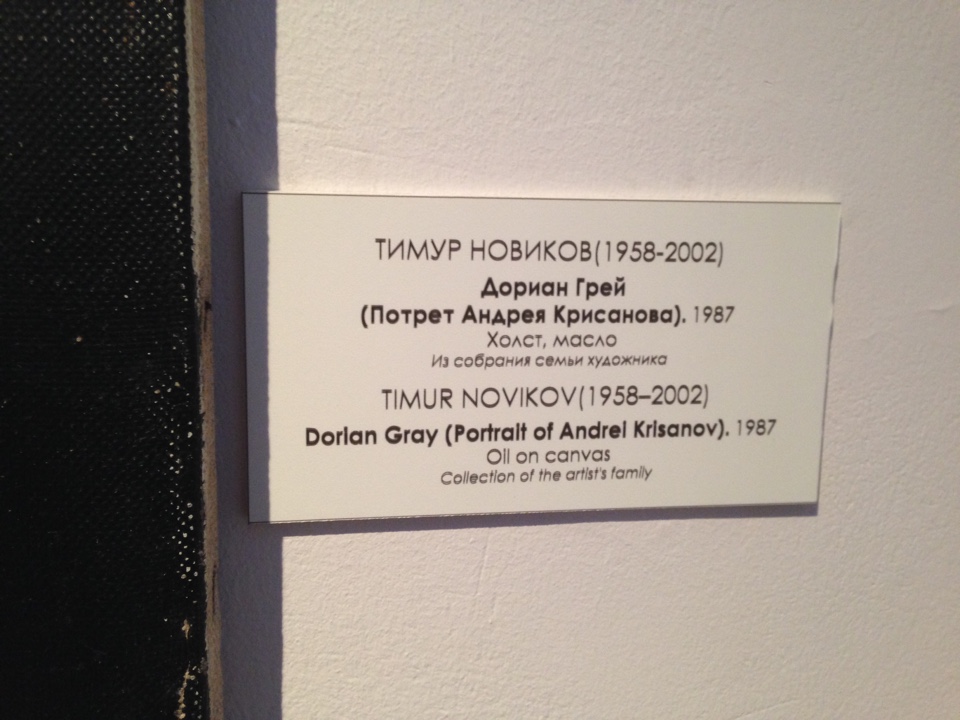 ТИМУР НОВИКОВ(1958-2002)
Дориан Грей
(Потрет Андрея Крисанова). 1987
Холст, масло
Из собрания семьи художника
TIMUR NOVIKOV(1958–2002)
Dorian Gray (Portrait of Andrei Krisanov). 1987
Oil on canvas
Collection of the artist's family